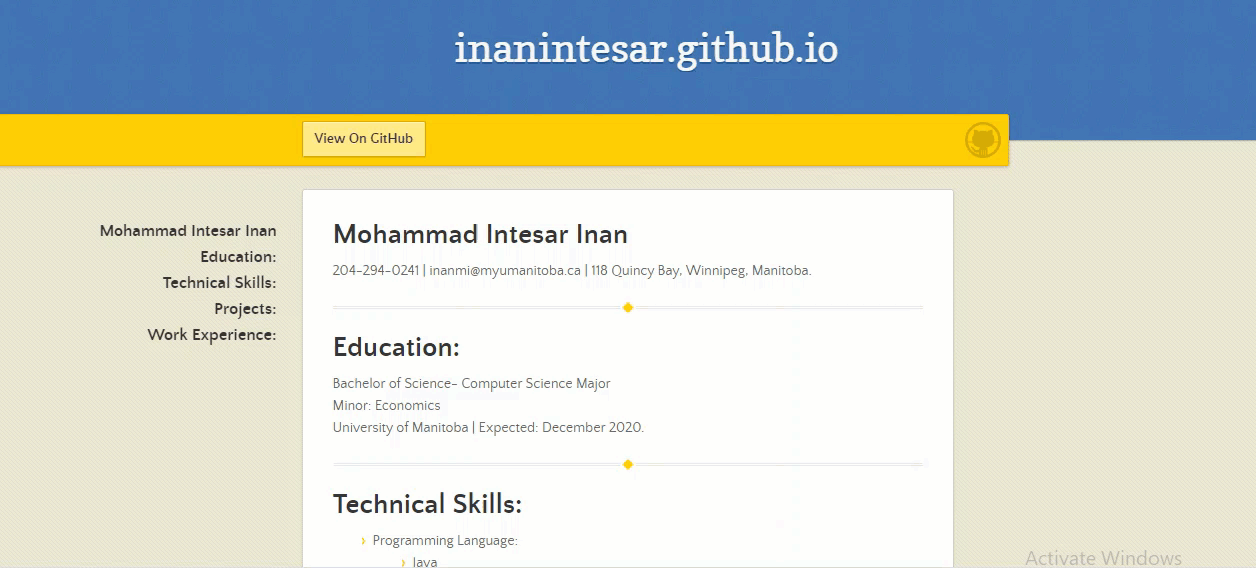 inanintesar.github.io
View On GitHub
Mohammad Intesar Inan
Education:
Technical Skills:
Projects:
Work Experience:
Mohammad Intesar Inan
204-294-0241 | inanmi@myumanitoba.ca | 118 Quincy Bay, Winnipeg, Manitoba.
Education:
Bachelor of Science- Computer Science Major
Minor: Economics
University of Manitoba | Expected: December 2020.
Technical Skills:
Programming Language:
Java
Activate Windows